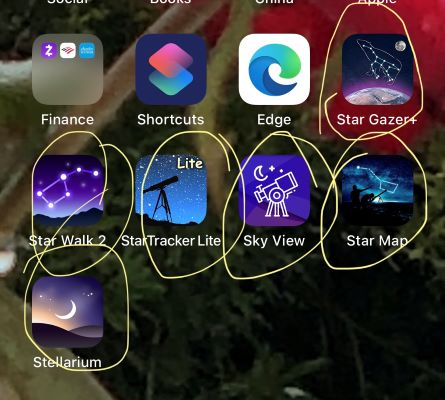 Social Books China Apple
Finance Shortcuts Edge Star Gazer+
Lite
Star Walk 2 StarTracker Lite Sky View Star Map
Stellarium